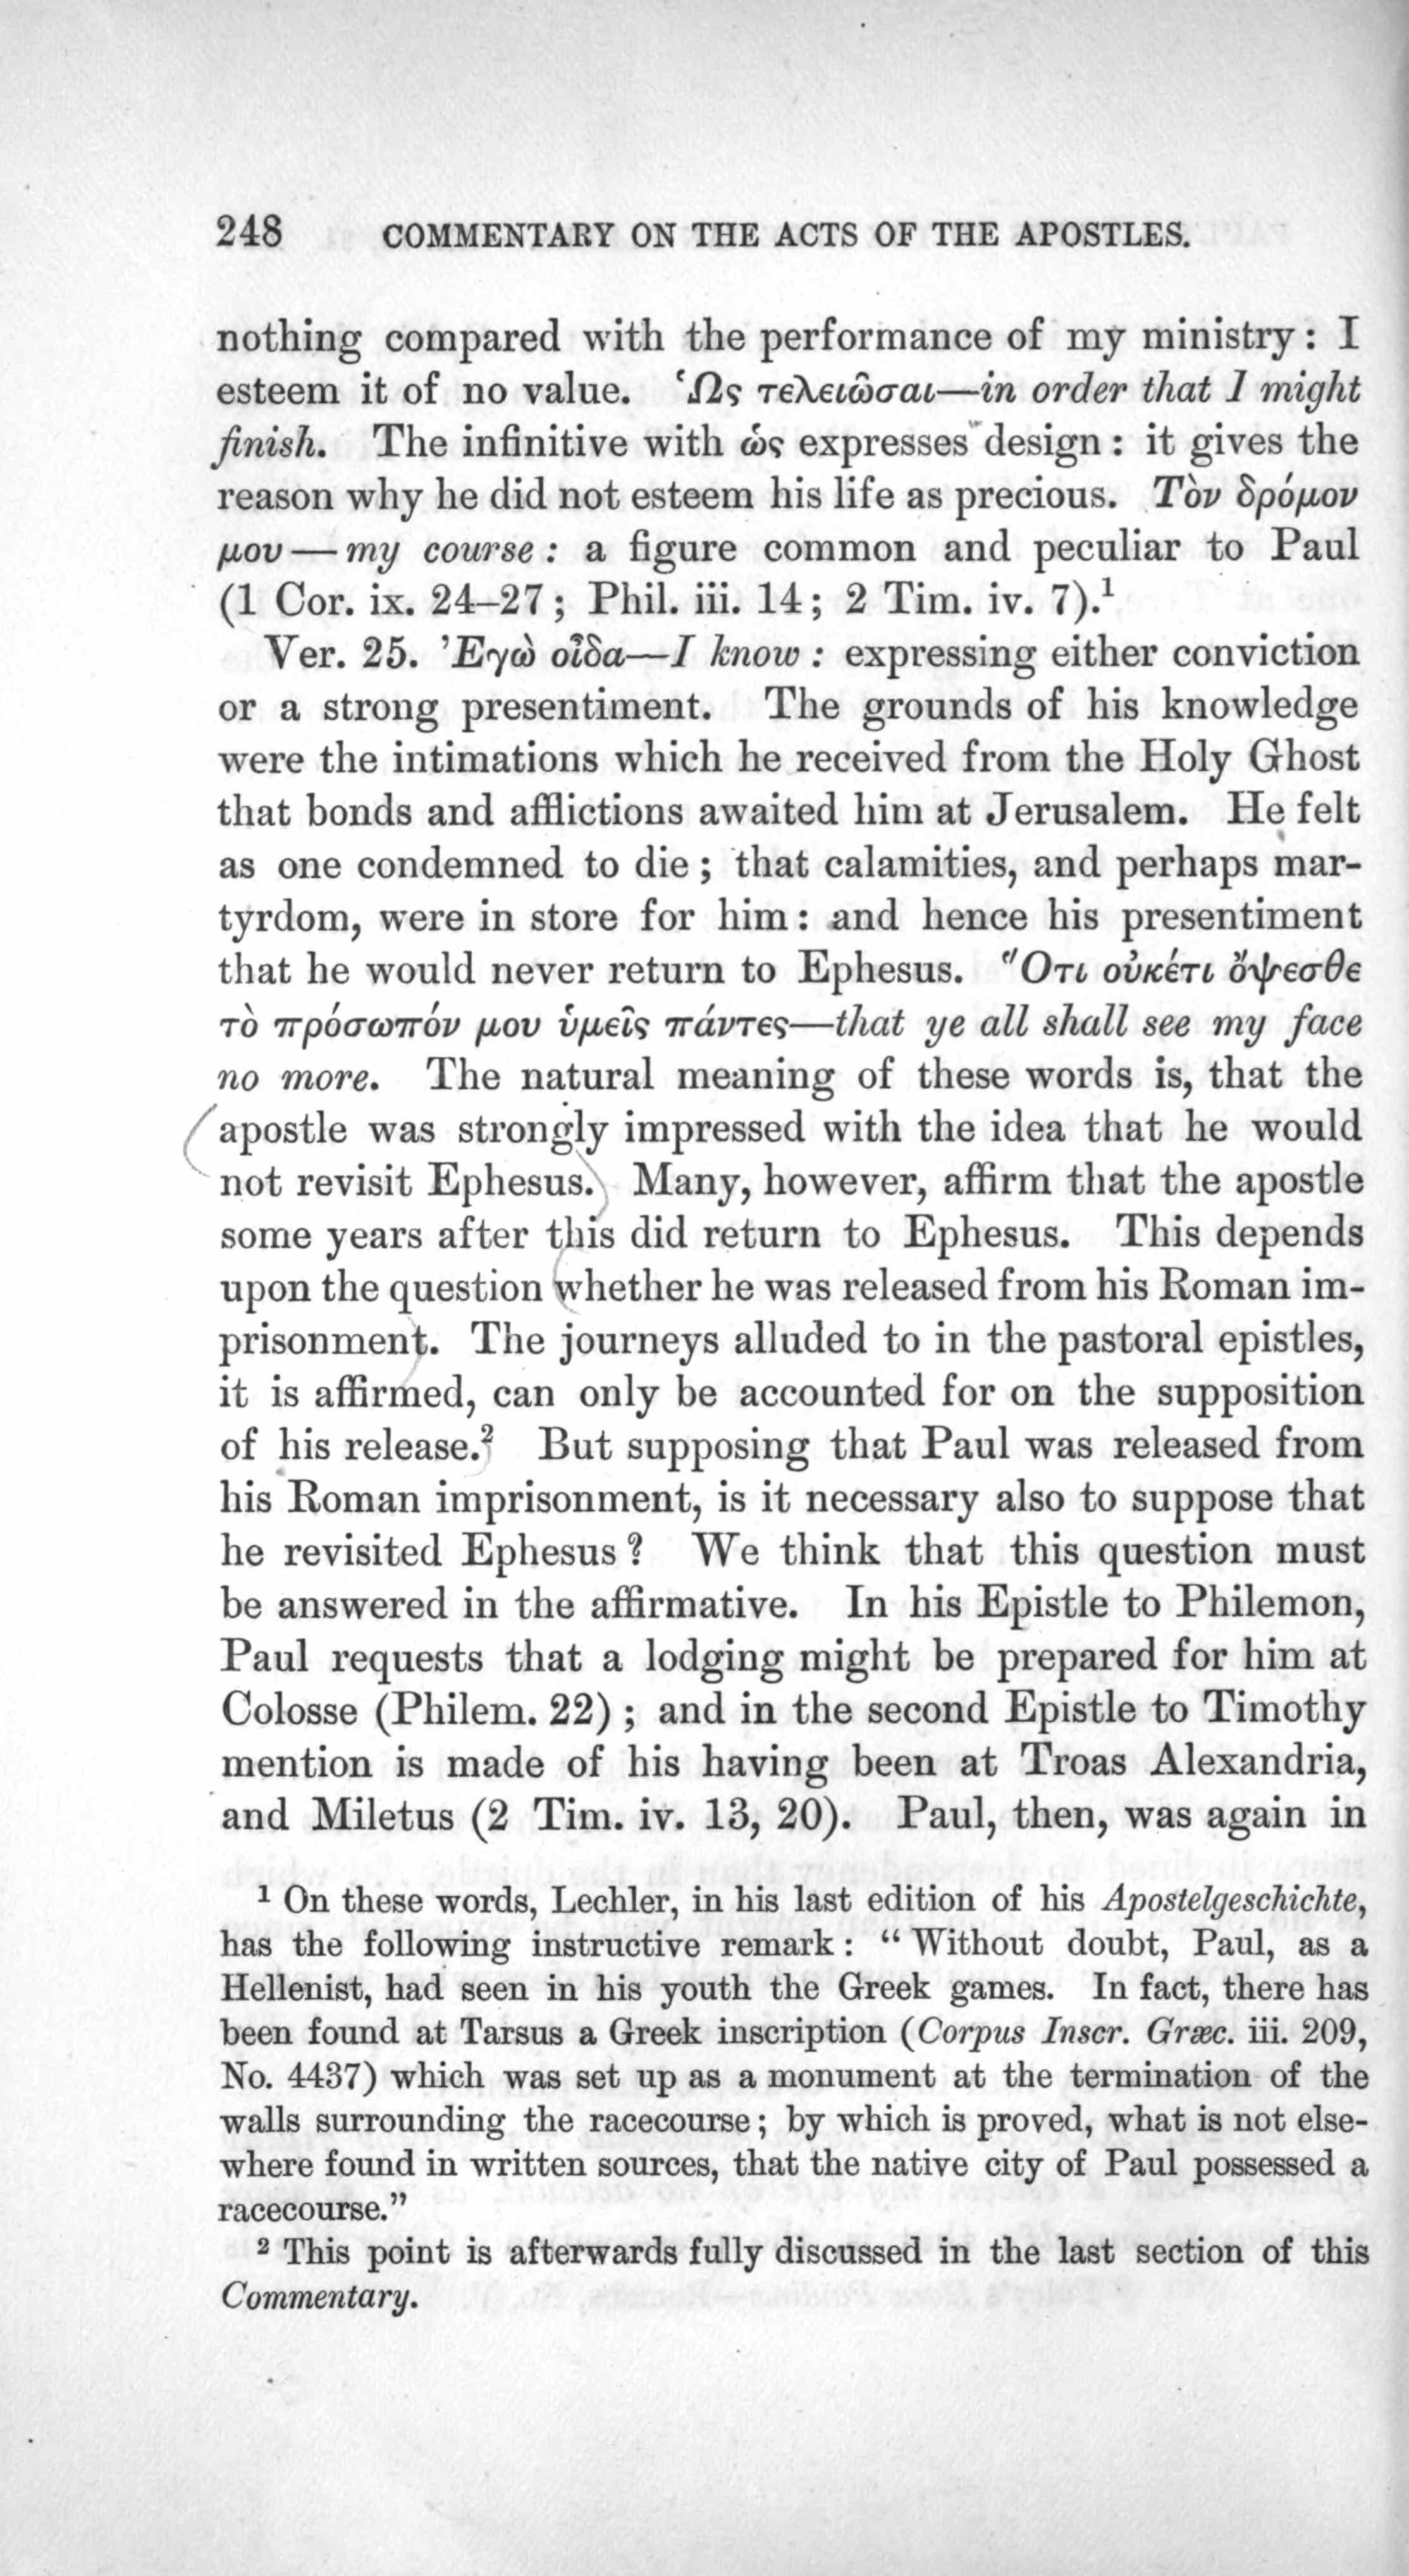 248 COMMENTARY ON THE ACTS OF THE APOSTLES.
nothing compared with the performance of my ministry: I
esteem it of no value. Ὡς τελειῶσαι—in order that I might
finish. The infinitive with ὡς expresses design: it gives the
reason why he did not esteem his life as precious. Τὸν δρόμον
μου—my course: a figure common and peculiar to Paul
(1 Cor. ix. 24–27; Phil. iii. 14; 2 Tim. iv. 7).¹
Ver. 25. Ἐγὼ οἶδα—I know: expressing either conviction
or a strong presentiment. The grounds of his knowledge
were the intimations which he received from the Holy Ghost
that bonds and afflictions awaited him at Jerusalem. He felt
as one condemned to die; that calamities, and perhaps mar-
tyrdom, were in store for him: and hence his presentiment
that he would never return to Ephesus. Ὅτι οὐκέτι ὄψεσθε
τὸ πρόσωπόν μου ὑμεῖς πάντες—that ye all shall see my face
no more. The natural meaning of these words is, that the
apostle was strongly impressed with the idea that he would
not revisit Ephesus. Many, however, affirm that the apostle
some years after this did return to Ephesus. This depends
upon the question whether he was released from his Roman im-
prisonment. The journeys alluded to in the pastoral epistles,
it is affirmed, can only be accounted for on the supposition
of his release.² But supposing that Paul was released from
his Roman imprisonment, is it necessary also to suppose that
he revisited Ephesus? We think that this question must
be answered in the affirmative. In his Epistle to Philemon,
Paul requests that a lodging might be prepared for him at
Colosse (Philem. 22); and in the second Epistle to Timothy
mention is made of his having been at Troas Alexandria,
and Miletus (2 Tim. iv. 13, 20). Paul, then, was again in
¹ On these words, Lechler, in his last edition of his Apostelgeschichte,
has the following instructive remark: "Without doubt, Paul, as a
Hellenist, had seen in his youth the Greek games. In fact, there has
been found at Tarsus a Greek inscription (Corpus Inscr. Græc. iii. 209,
No. 4437) which was set up as a monument at the termination of the
walls surrounding the racecourse; by which is proved, what is not else-
where found in written sources, that the native city of Paul possessed a
racecourse."
² This point is afterwards fully discussed in the last section of this
Commentary.